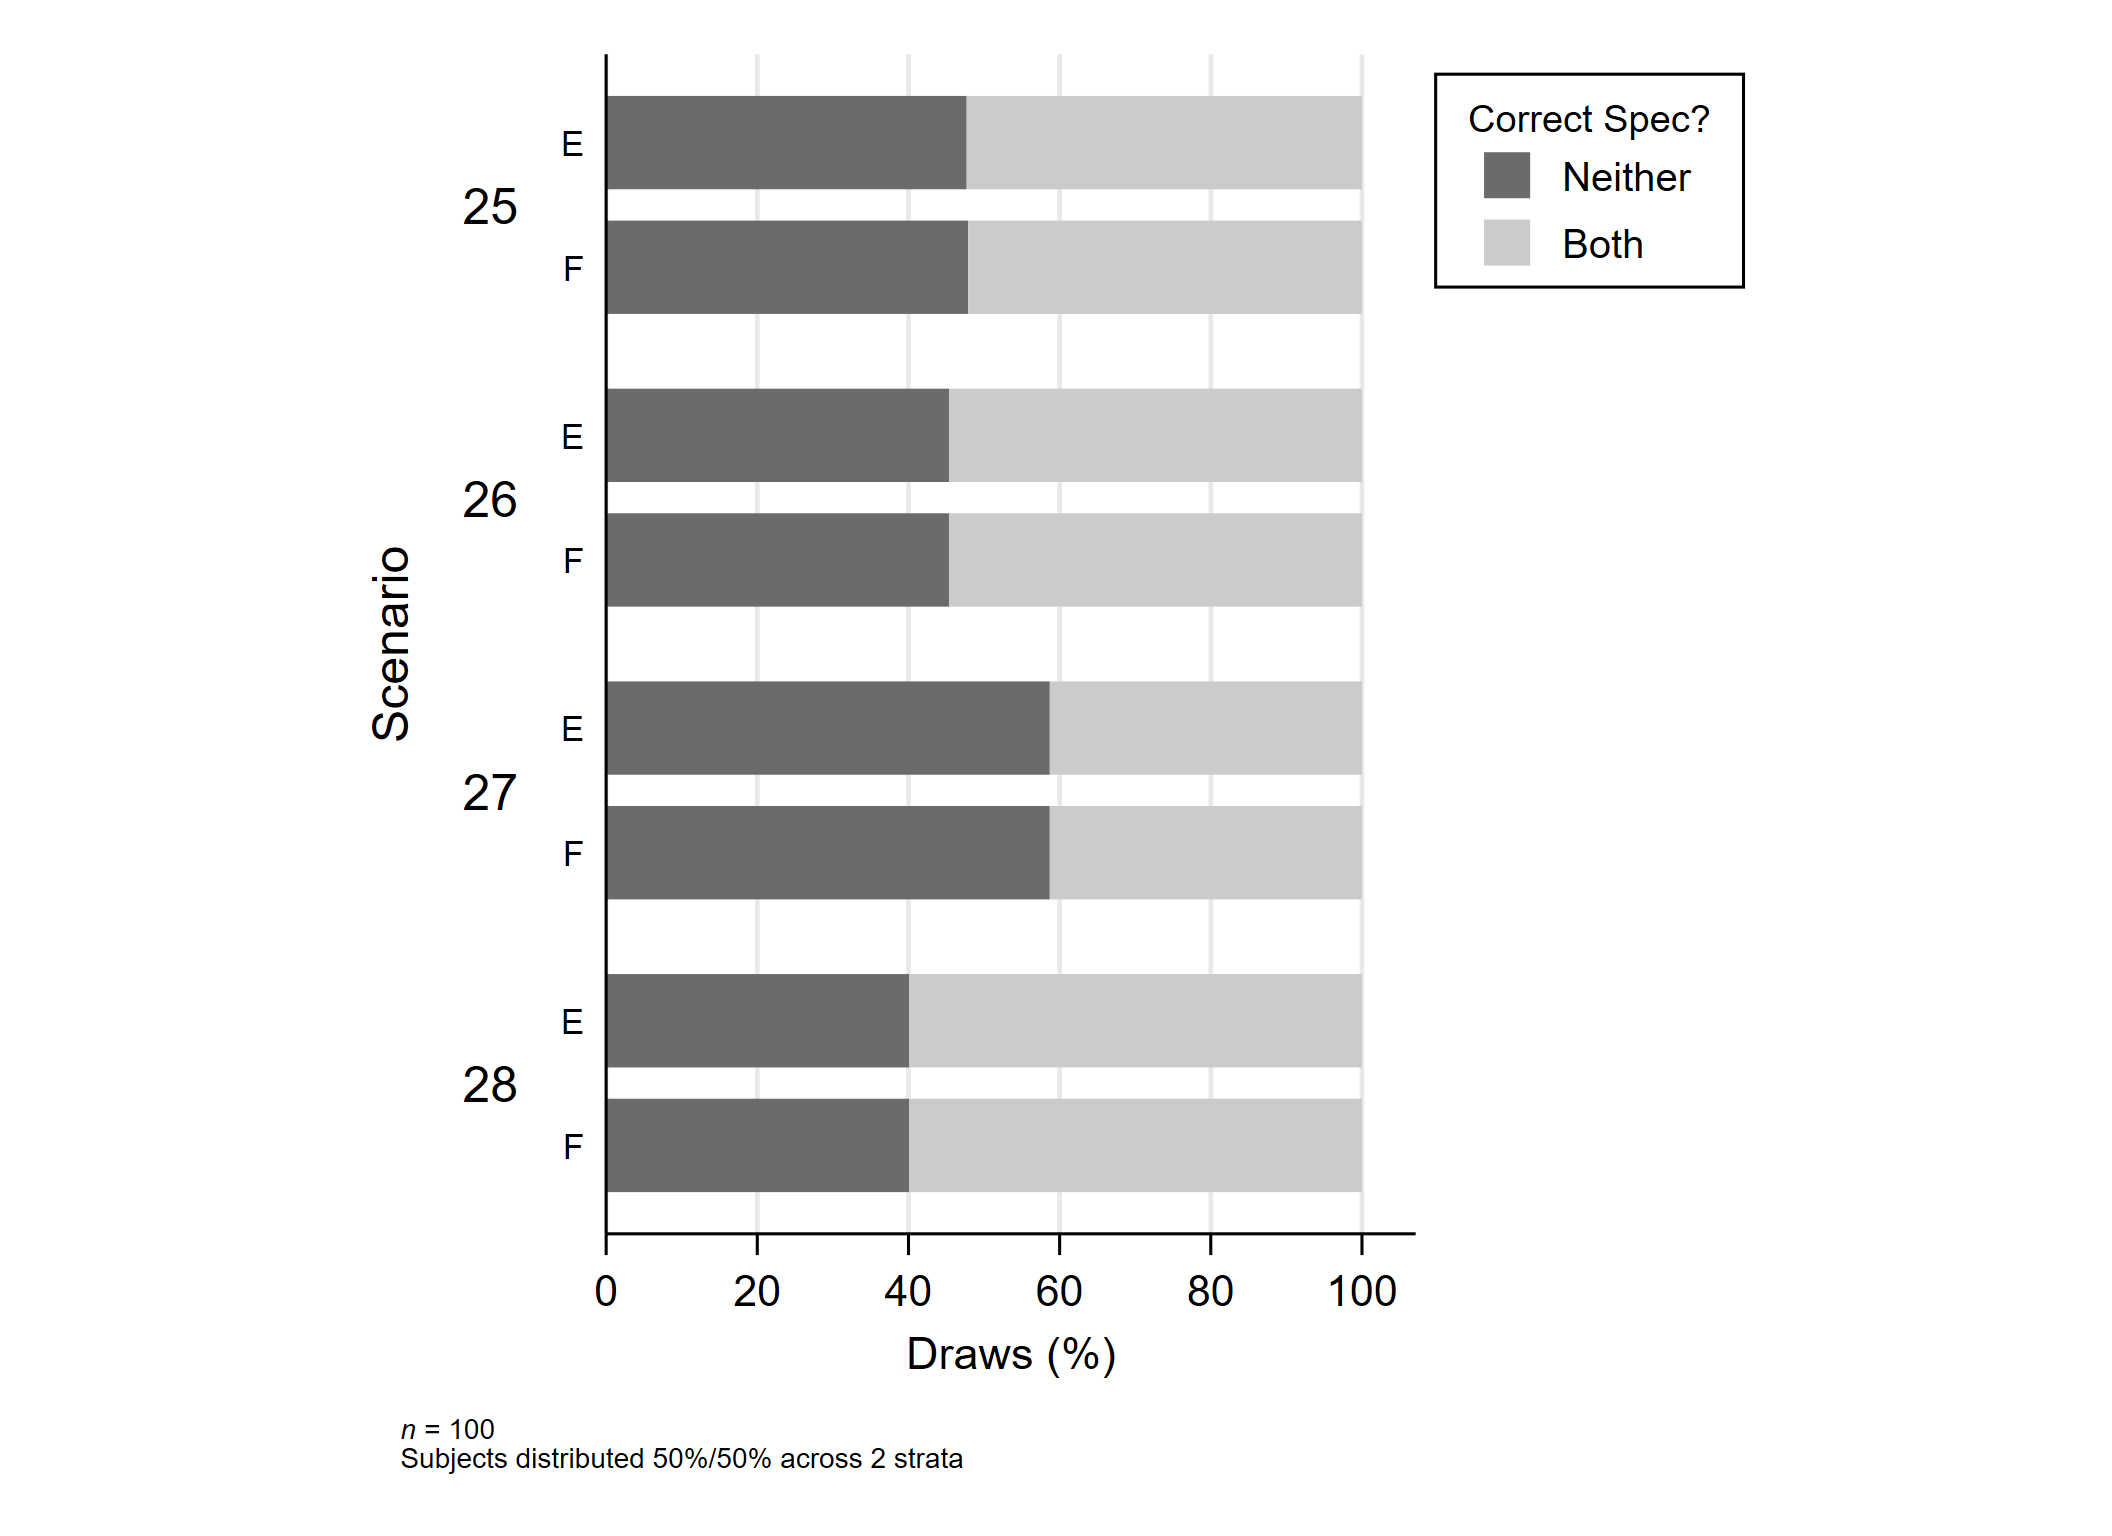 Correct Spec?
Neither
Both
Scenario
25
E
F
26
E
F
27
E
F
28
E
F
0 20 40 60 80 100
Draws (%)
n = 100
Subjects distributed 50%/50% across 2 strata